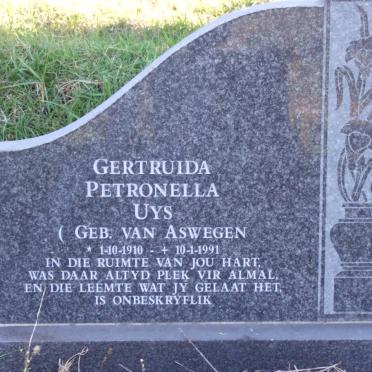 GERTRUIDA
PETRONELLA
UYS
( GEB. VAN ASWEGEN
* 1-10-1910 - + 10-1-1991
IN DIE RUIMTE VAN JOU HART,
WAS DAAR ALTYD PLEK VIR ALMAL,
EN DIE LEEMTE WAT JY GELAAT HET,
IS ONBESKRYFLIK